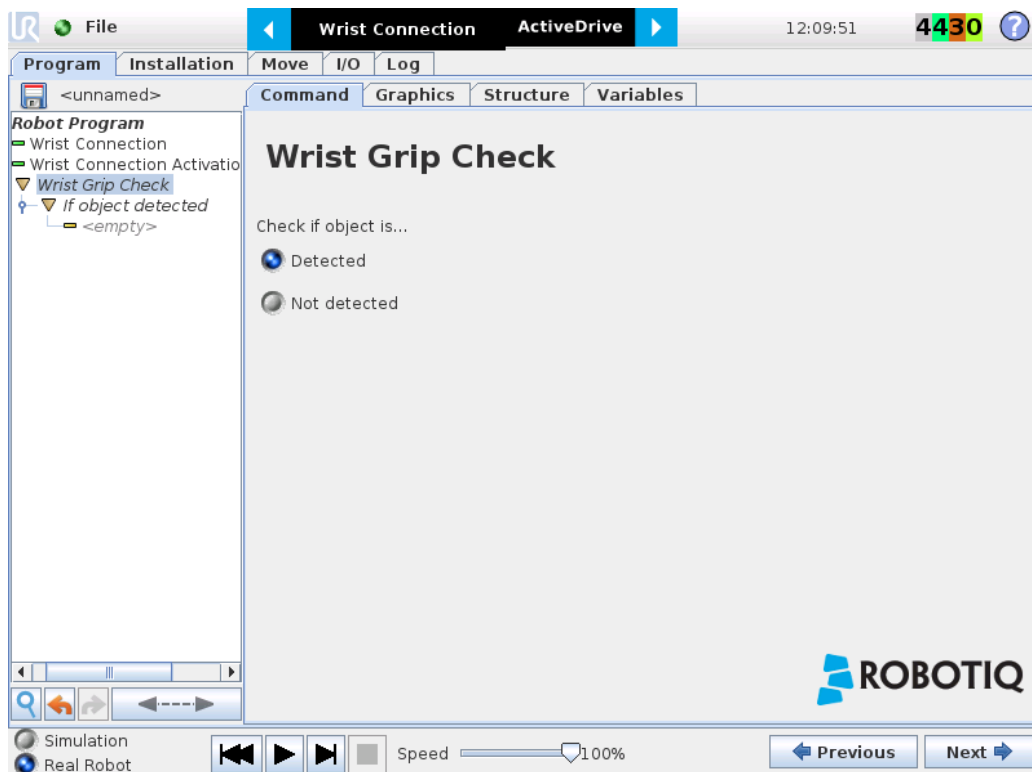 UR File Wrist Connection ActiveDrive 12:09:51 4430 ?
Program Installation Move I/O Log
<unnamed> Command Graphics Structure Variables
Robot Program
Wrist Connection
Wrist Connection Activatio
Wrist Grip Check
If object detected
<empty>
Wrist Grip Check
Check if object is...
Detected
Not detected
ROBOTIQ
Simulation
Real Robot
Speed 100%
Previous Next